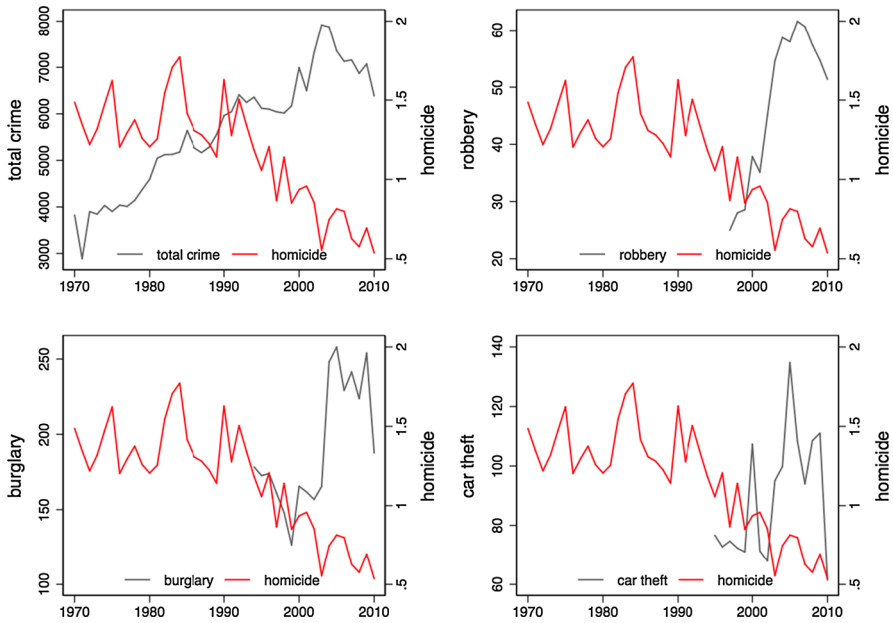 total crime
8000
7000
6000
5000
4000
3000
2
1.5
1
.5
homicide
total crime homicide
1970 1980 1990 2000 2010
robbery
60
50
40
30
20
2
1.5
1
.5
homicide
robbery homicide
1970 1980 1990 2000 2010
burglary
250
200
150
100
2
1.5
1
.5
homicide
burglary homicide
1970 1980 1990 2000 2010
car theft
140
120
100
80
60
2
1.5
1
.5
homicide
car theft homicide
1970 1980 1990 2000 2010